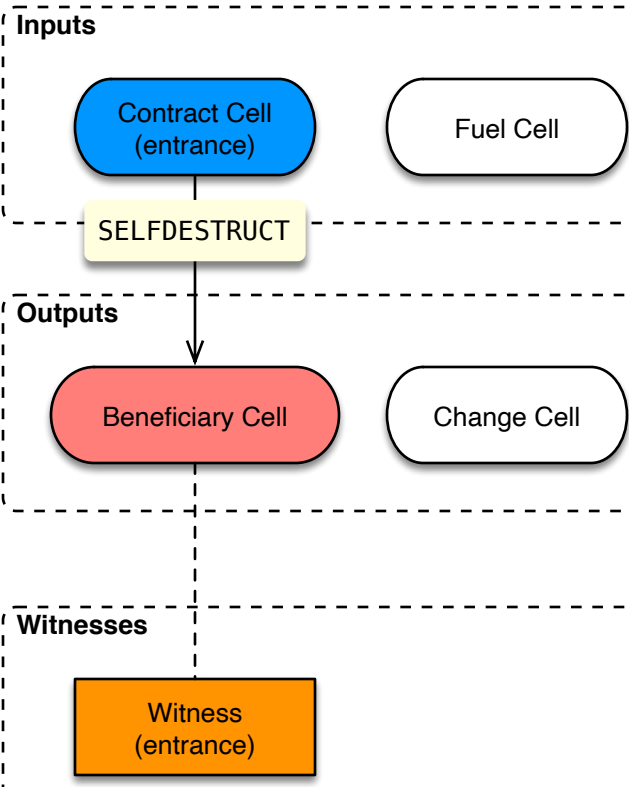 Inputs
Contract Cell
(entrance)
Fuel Cell
SELFDESTRUCT
Outputs
Beneficiary Cell
Change Cell
Witnesses
Witness
(entrance)